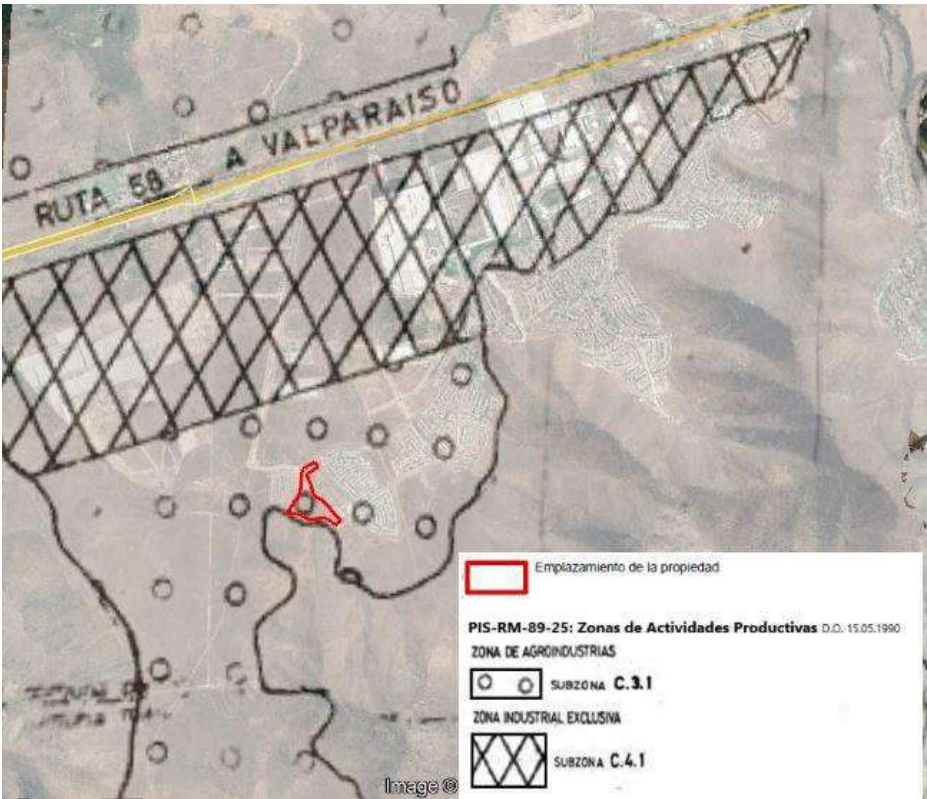 RUTA 58 A VALPARAISO
Emplazamiento de la propiedad
PIS-RM-89-25: Zonas de Actividades Productivas D.O. 15.05.1990
ZONA DE AGROINDUSTRIAS
SUBZONA C.3.1
ZONA INDUSTRIAL EXCLUSIVA
SUBZONA C.4.1
Image ©